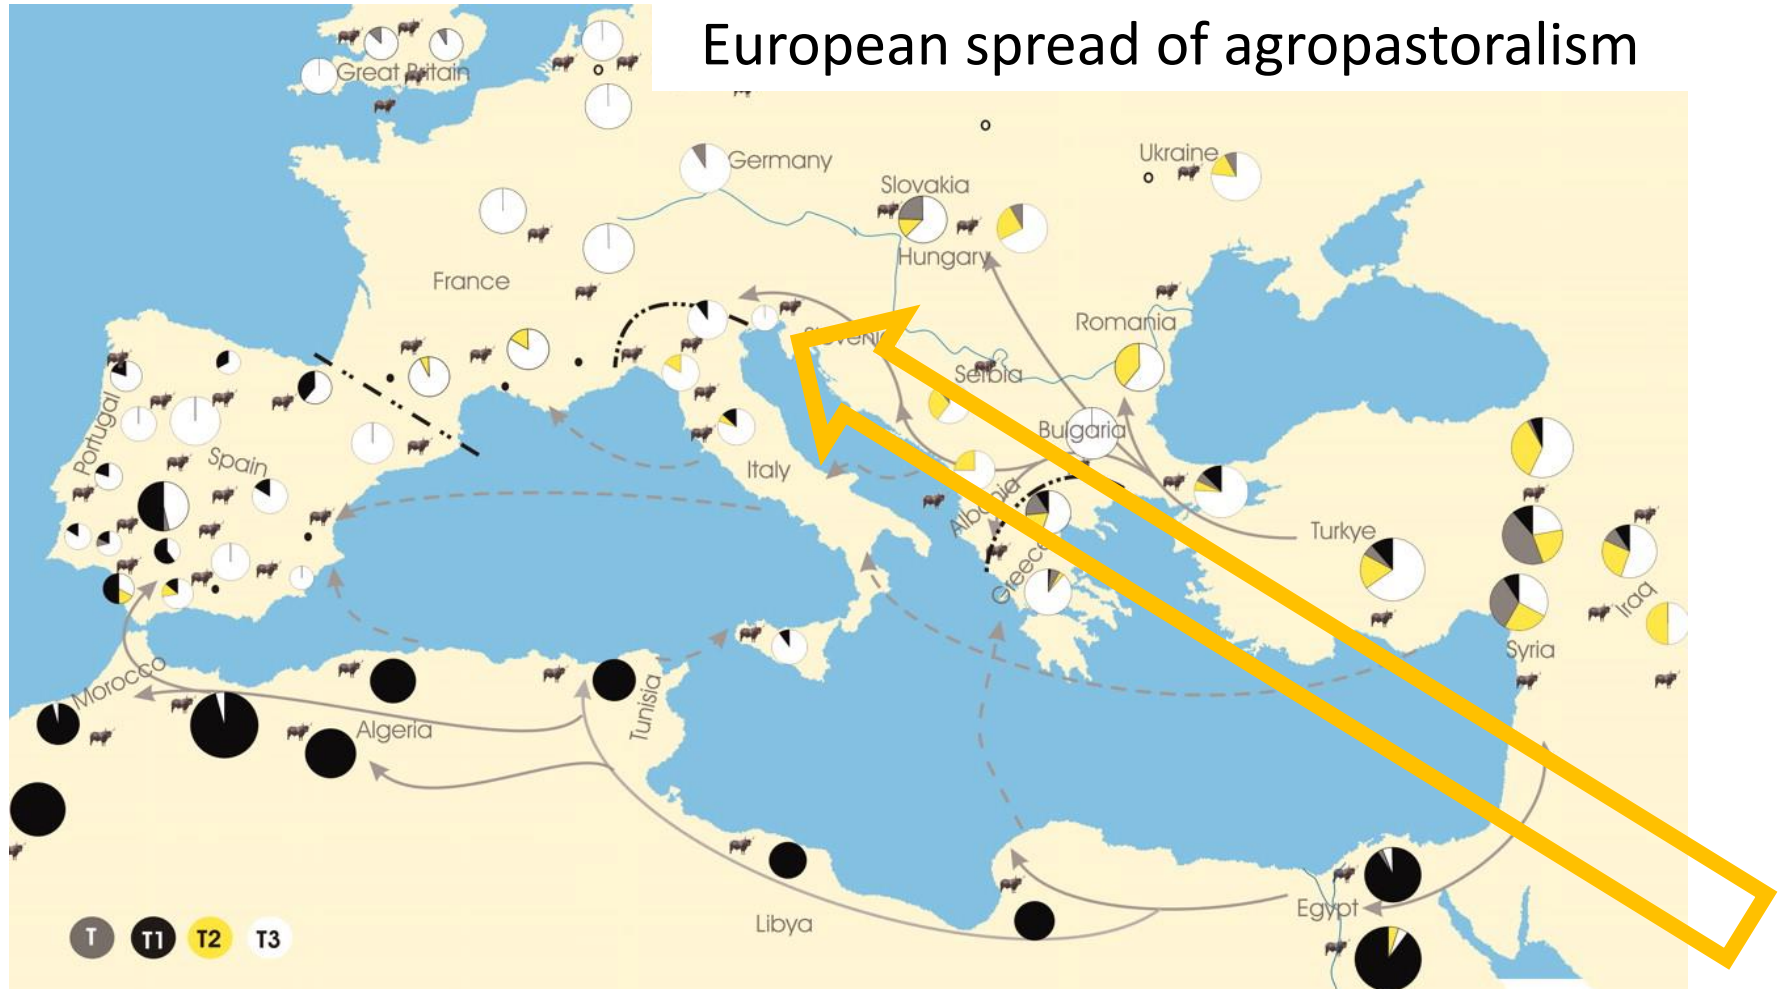 European spread of agropastoralism
Great Britain
Germany
Ukraine
Slovakia
Hungary
France
Slovenia
Romania
Serbia
Portugal
Spain
Bulgaria
Italy
Albania
Greece
Turkye
Iraq
Syria
Morocco
Algeria
Tunisia
Libya
Egypt
T T1 T2 T3